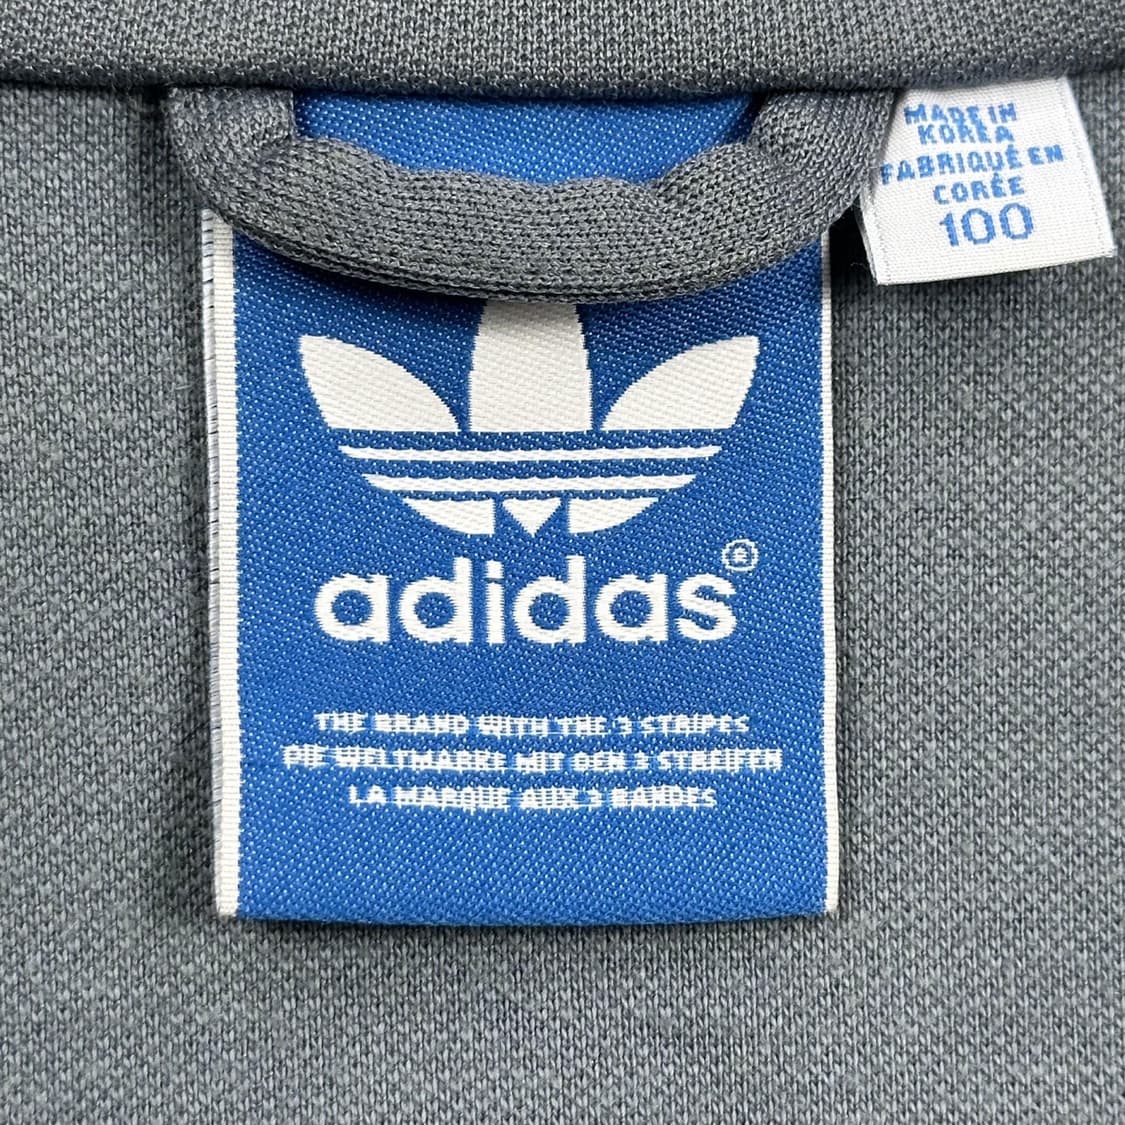 MADE IN
KOREA
FABRIQUÉ EN
CORÉE
100
adidas®
THE BRAND WITH THE 3 STRIPES
DIE WELTMARKE MIT DEN 3 STREIFEN
LA MARQUE AUX 3 BANDES